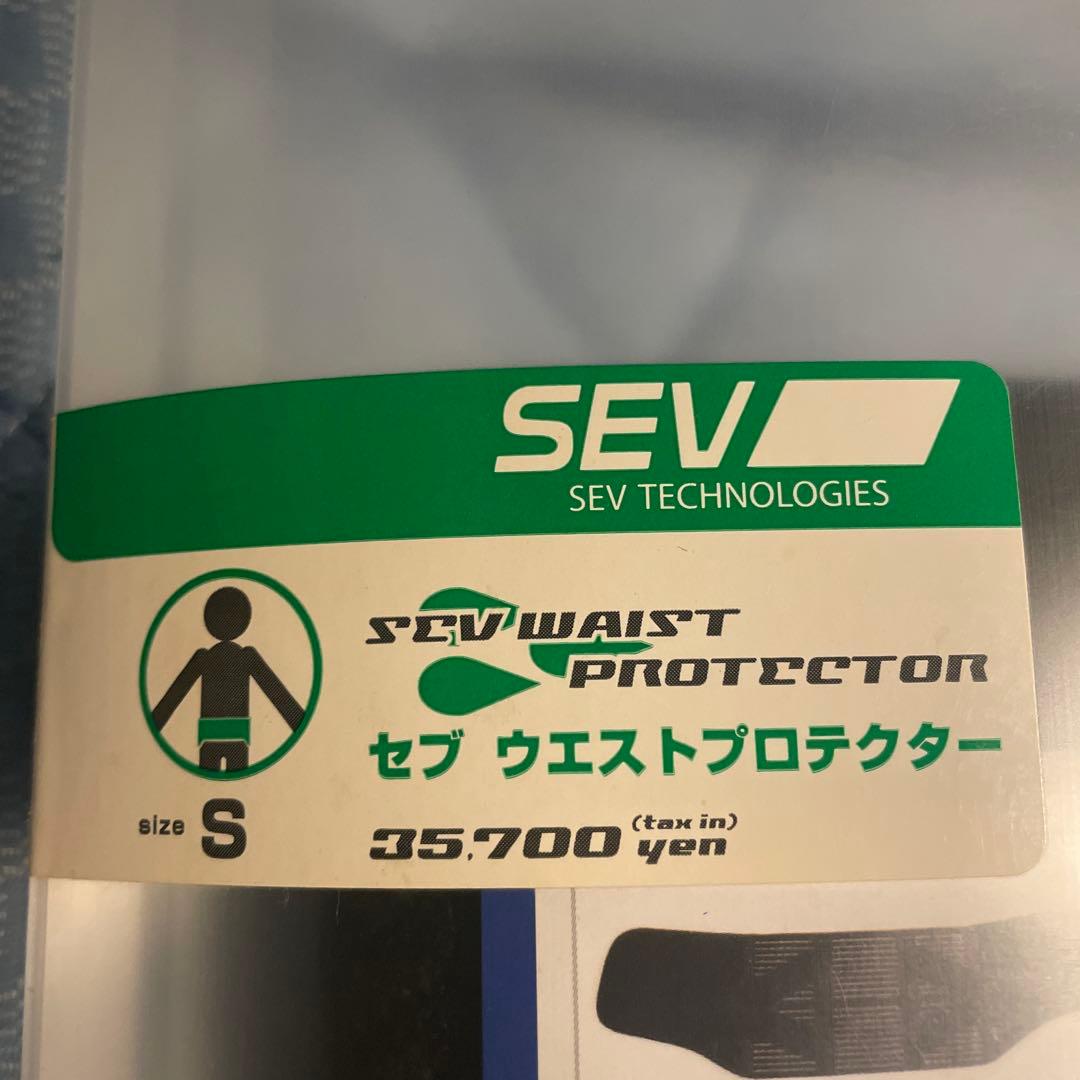 SEV
SEV TECHNOLOGIES
SEV WAIST
PROTECTOR
セブ ウエストプロテクター
size S
35,700 yen (tax in)